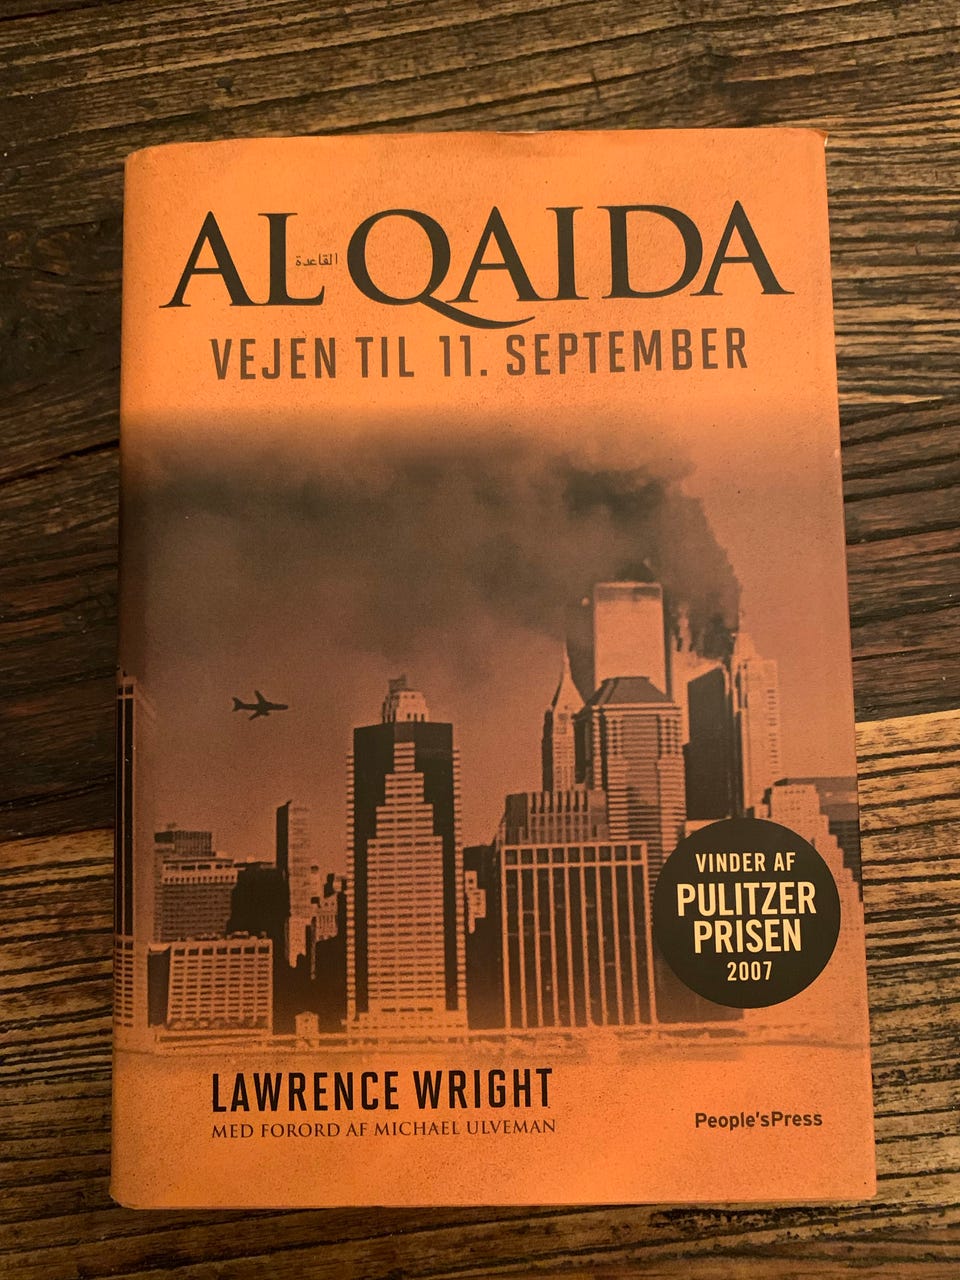 AL QAIDA
القاعدة
VEJEN TIL 11. SEPTEMBER
VINDER AF
PULITZER
PRISEN
2007
LAWRENCE WRIGHT
MED FORORD AF MICHAEL ULVEMAN
People'sPress